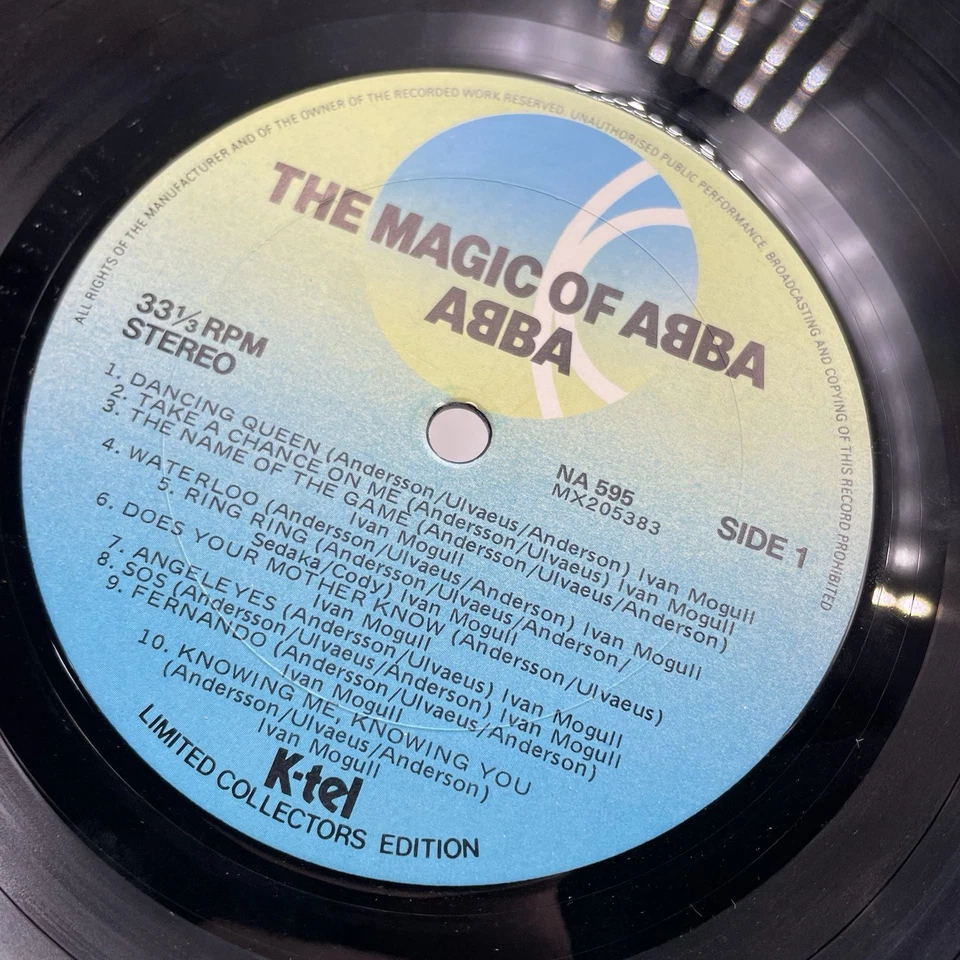 ALL RIGHTS OF THE MANUFACTURER AND OF THE OWNER OF THE RECORDED WORK RESERVED. UNAUTHORISED PUBLIC PERFORMANCE, BROADCASTING AND COPYING OF THIS RECORD PROHIBITED
THE MAGIC OF AᗺBA
AᗺBA
33⅓ RPM
STEREO
NA 595
MX205383
SIDE 1
1. DANCING QUEEN (Andersson/Ulvaeus/Anderson) Ivan Mogull
2. TAKE A CHANCE ON ME (Andersson/Ulvaeus) Ivan Mogull
3. THE NAME OF THE GAME (Andersson/Ulvaeus/Anderson)
Ivan Mogull
4. WATERLOO (Andersson/Ulvaeus/Anderson) Ivan Mogull
5. RING RING (Andersson/Ulvaeus/Anderson/
Sedaka/Cody) Ivan Mogull
6. DOES YOUR MOTHER KNOW (Andersson/Ulvaeus)
Ivan Mogull
7. ANGELEYES (Andersson/Ulvaeus) Ivan Mogull
8. SOS (Andersson/Ulvaeus/Anderson) Ivan Mogull
9. FERNANDO (Andersson/Ulvaeus/Anderson)
Ivan Mogull
10. KNOWING ME, KNOWING YOU
(Andersson/Ulvaeus/Anderson)
Ivan Mogull
K-tel
LIMITED COLLECTORS EDITION